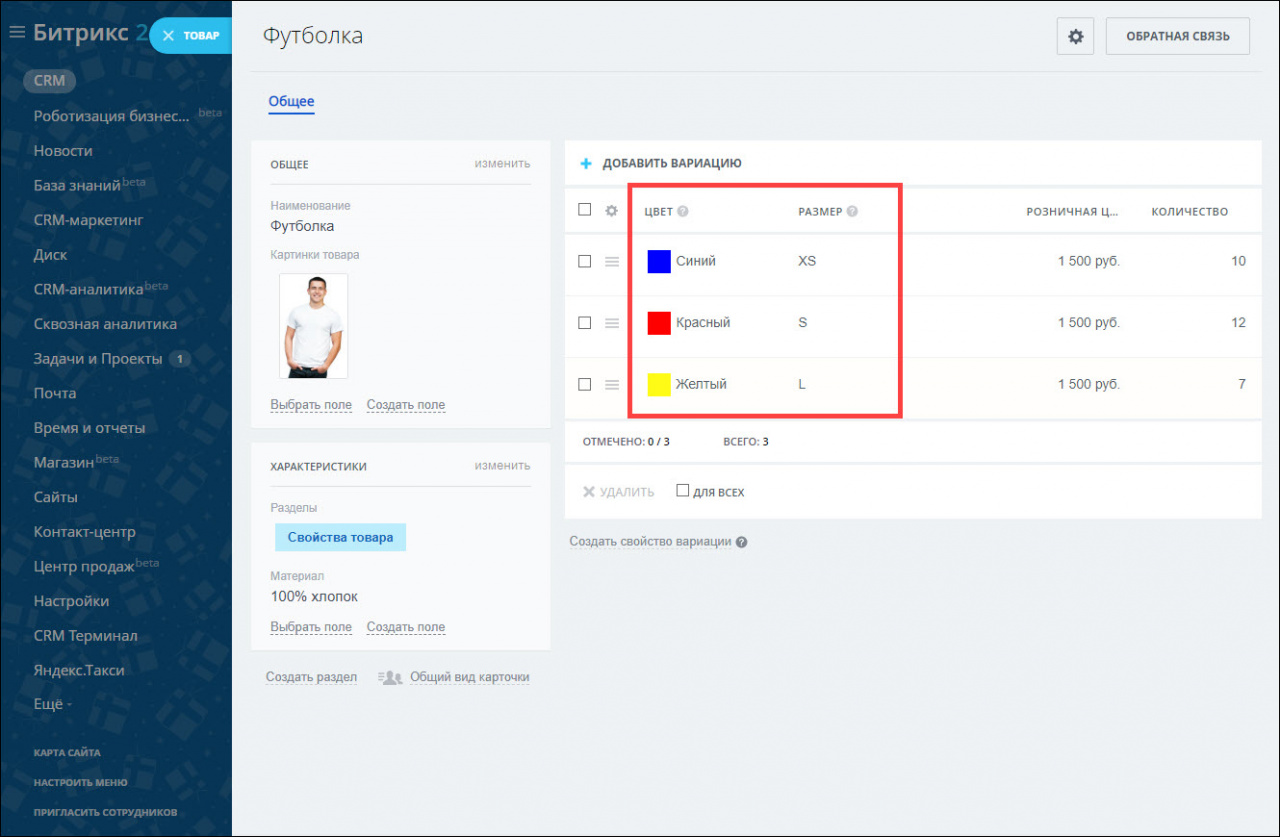 Битрикс 2
ТОВАР
CRM
Роботизация бизнес... beta
Новости
База знаний beta
CRM-маркетинг
Диск
CRM-аналитика beta
Сквозная аналитика
Задачи и Проекты 1
Почта
Время и отчеты
Магазин beta
Сайты
Контакт-центр
Центр продаж beta
Настройки
CRM Терминал
Яндекс.Такси
Ещё
КАРТА САЙТА
НАСТРОИТЬ МЕНЮ
ПРИГЛАСИТЬ СОТРУДНИКОВ
Футболка
ОБРАТНАЯ СВЯЗЬ
Общее
ОБЩЕЕ изменить
Наименование
Футболка
Картинки товара
Выбрать поле Создать поле
ХАРАКТЕРИСТИКИ изменить
Разделы
Свойства товара
Материал
100% хлопок
Выбрать поле Создать поле
Создать раздел Общий вид карточки
+ ДОБАВИТЬ ВАРИАЦИЮ
ЦВЕТ ? РАЗМЕР ? РОЗНИЧНАЯ Ц... КОЛИЧЕСТВО
Синий XS 1 500 руб. 10
Красный S 1 500 руб. 12
Желтый L 1 500 руб. 7
ОТМЕЧЕНО: 0 / 3 ВСЕГО: 3
УДАЛИТЬ ДЛЯ ВСЕХ
Создать свойство вариации ?